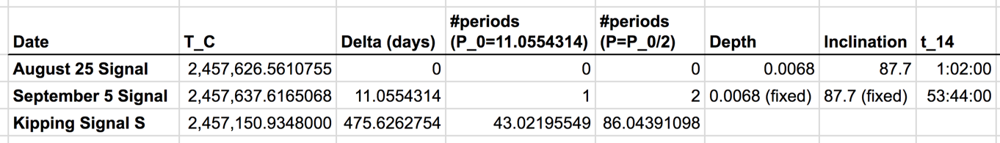 #periods #periods
Date T_C Delta (days) (P_0=11.0554314) (P=P_0/2) Depth Inclination t_14
August 25 Signal 2,457,626.5610755 0 0 0 0.0068 87.7 1:02:00
September 5 Signal 2,457,637.6165068 11.0554314 1 2 0.0068 (fixed) 87.7 (fixed) 53:44:00
Kipping Signal S 2,457,150.9348000 475.6262754 43.02195549 86.04391098